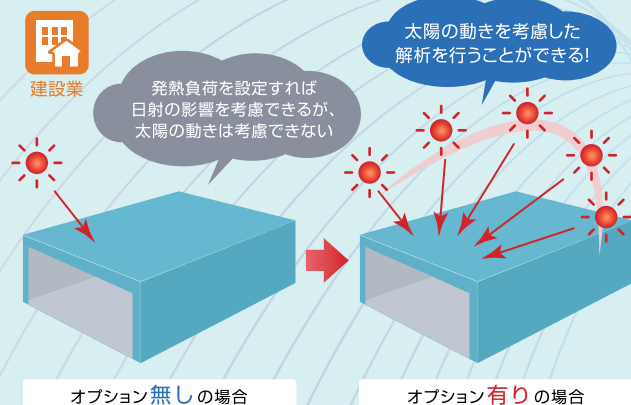 建設業
発熱負荷を設定すれば
日射の影響を考慮できるが、
太陽の動きは考慮できない
太陽の動きを考慮した
解析を行うことができる!
オプション無しの場合
オプション有りの場合